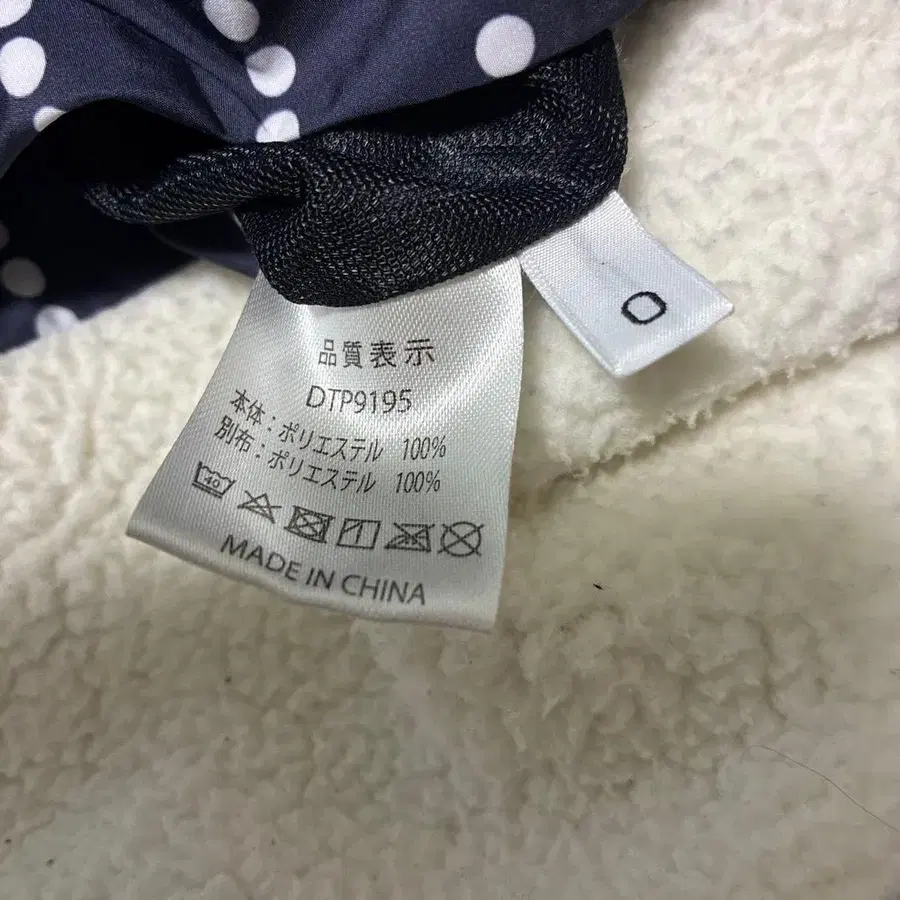 品質表示
DTP9195
本体：ポリエステル 100%
別布：ポリエステル 100%
40
MADE IN CHINA
0